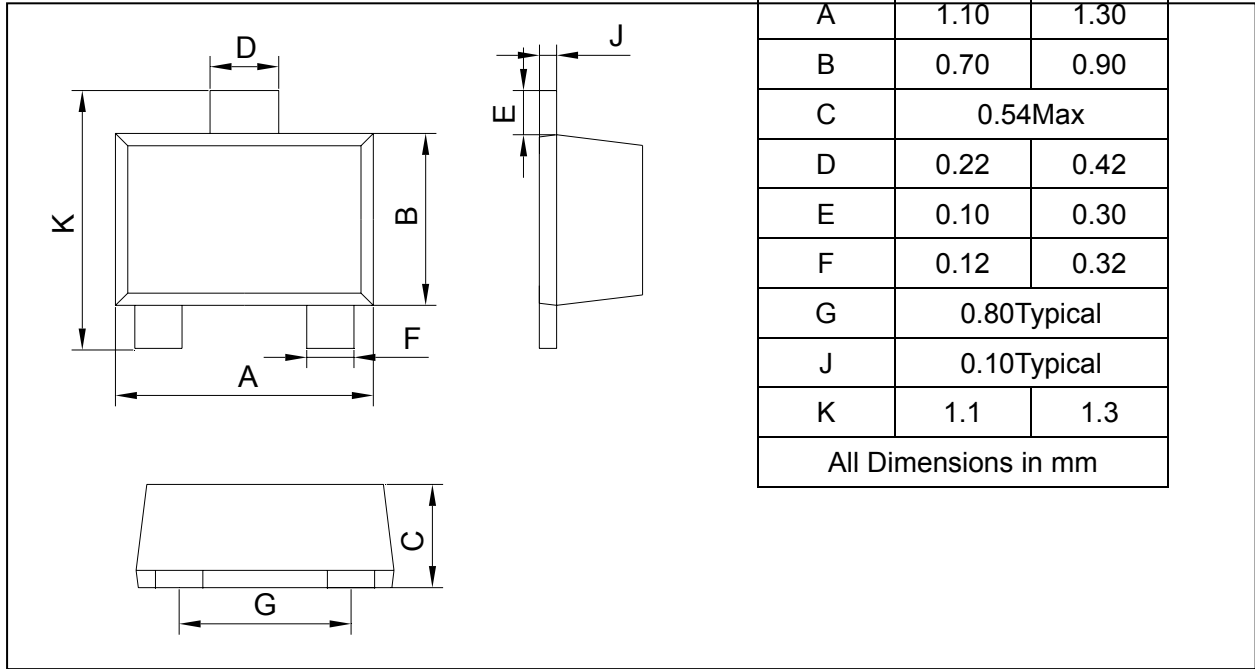 D
J
E
K
B
F
A
C
G
A 1.10 1.30
B 0.70 0.90
C 0.54Max
D 0.22 0.42
E 0.10 0.30
F 0.12 0.32
G 0.80Typical
J 0.10Typical
K 1.1 1.3
All Dimensions in mm